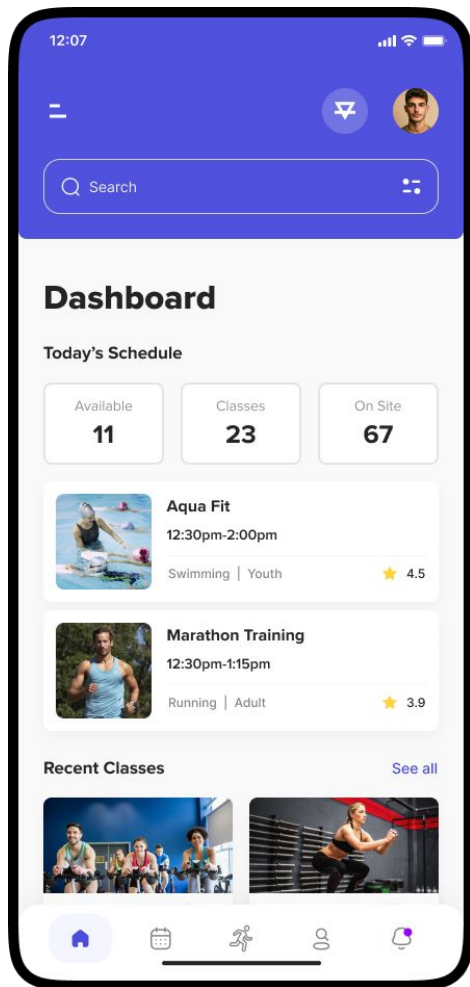 12:07
Search
Dashboard
Today's Schedule
Available Classes On Site
11 23 67
Aqua Fit
12:30pm-2:00pm
Swimming | Youth 4.5
Marathon Training
12:30pm-1:15pm
Running | Adult 3.9
Recent Classes See all